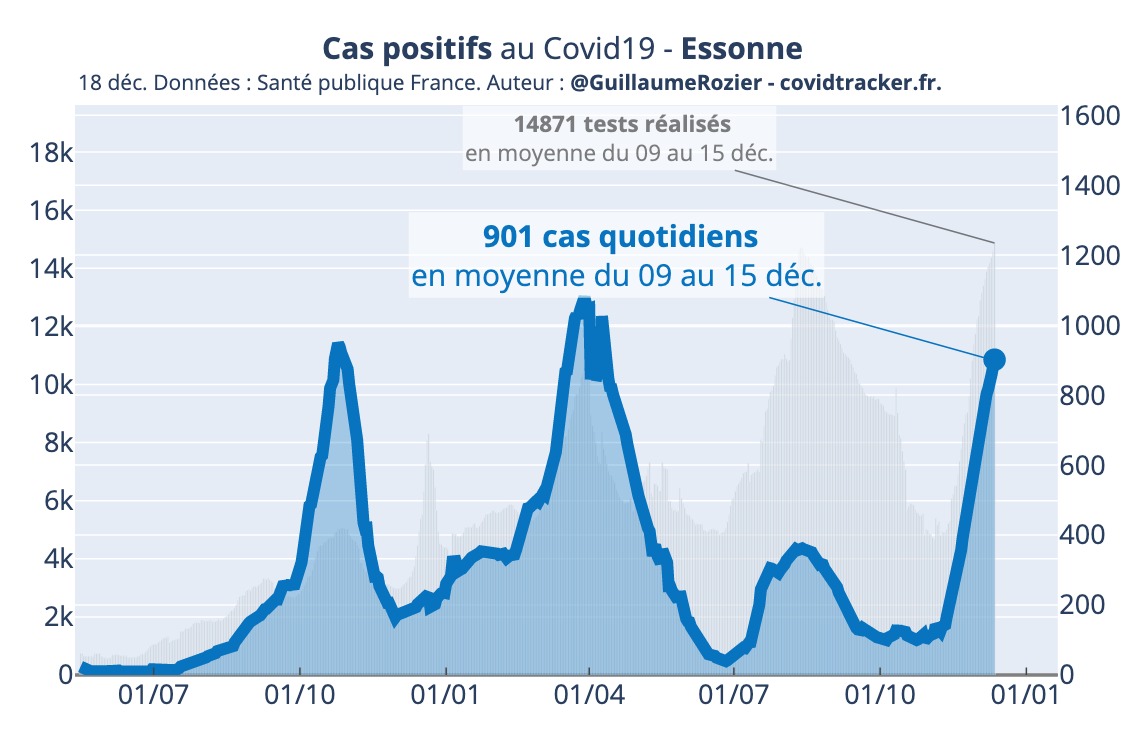 Cas positifs au Covid19 - Essonne
18 déc. Données : Santé publique France. Auteur : @GuillaumeRozier - covidtracker.fr.
14871 tests réalisés
en moyenne du 09 au 15 déc.
901 cas quotidiens
en moyenne du 09 au 15 déc.
18k
16k
14k
12k
10k
8k
6k
4k
2k
0
1600
1400
1200
1000
800
600
400
200
0
01/07 01/10 01/01 01/04 01/07 01/10 01/01